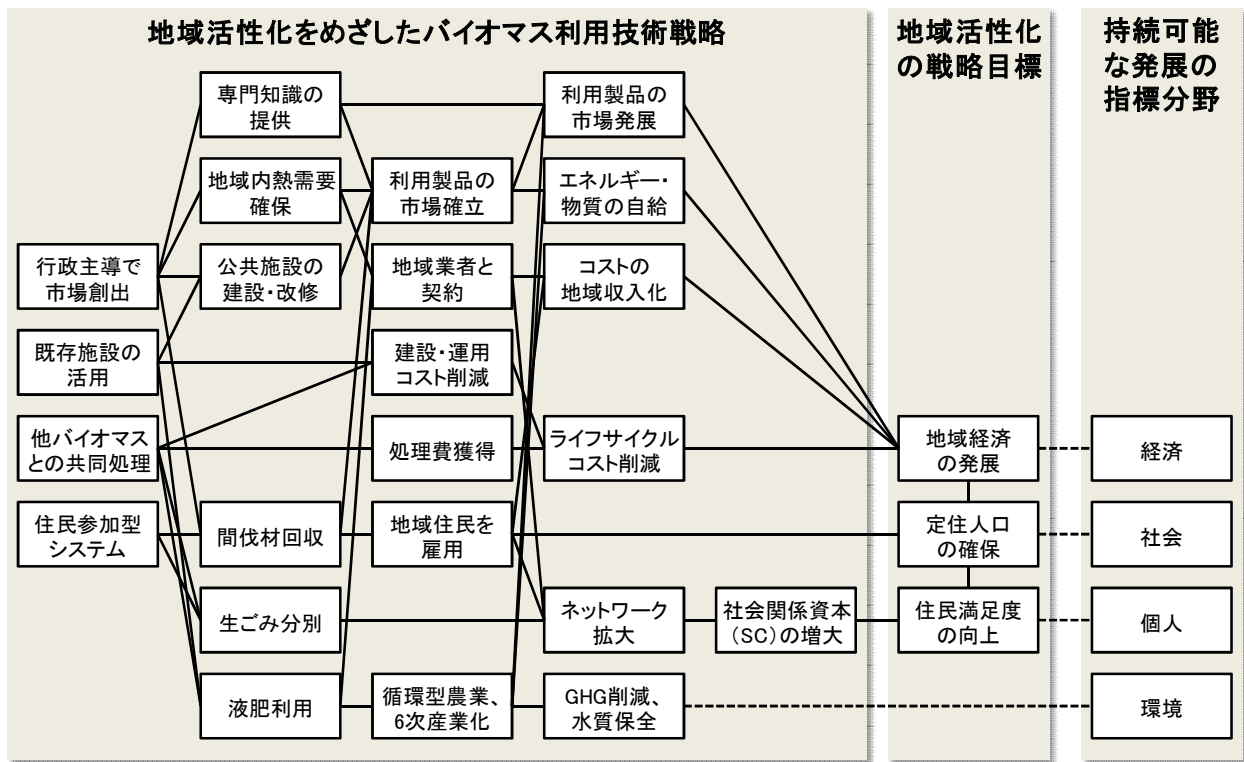 地域活性化をめざしたバイオマス利用技術戦略
地域活性化
の戦略目標
持続可能
な発展の
指標分野
専門知識の
提供
利用製品の
市場発展
地域内熱需要
確保
利用製品の
市場確立
エネルギー・
物質の自給
行政主導で
市場創出
公共施設の
建設・改修
地域業者と
契約
コストの
地域収入化
既存施設の
活用
建設・運用
コスト削減
他バイオマス
との共同処理
処理費獲得
ライフサイクル
コスト削減
地域経済
の発展
経済
住民参加型
システム
間伐材回収
地域住民を
雇用
定住人口
の確保
社会
生ごみ分別
ネットワーク
拡大
社会関係資本
(SC)の増大
住民満足度
の向上
個人
液肥利用
循環型農業、
6次産業化
GHG削減、
水質保全
環境